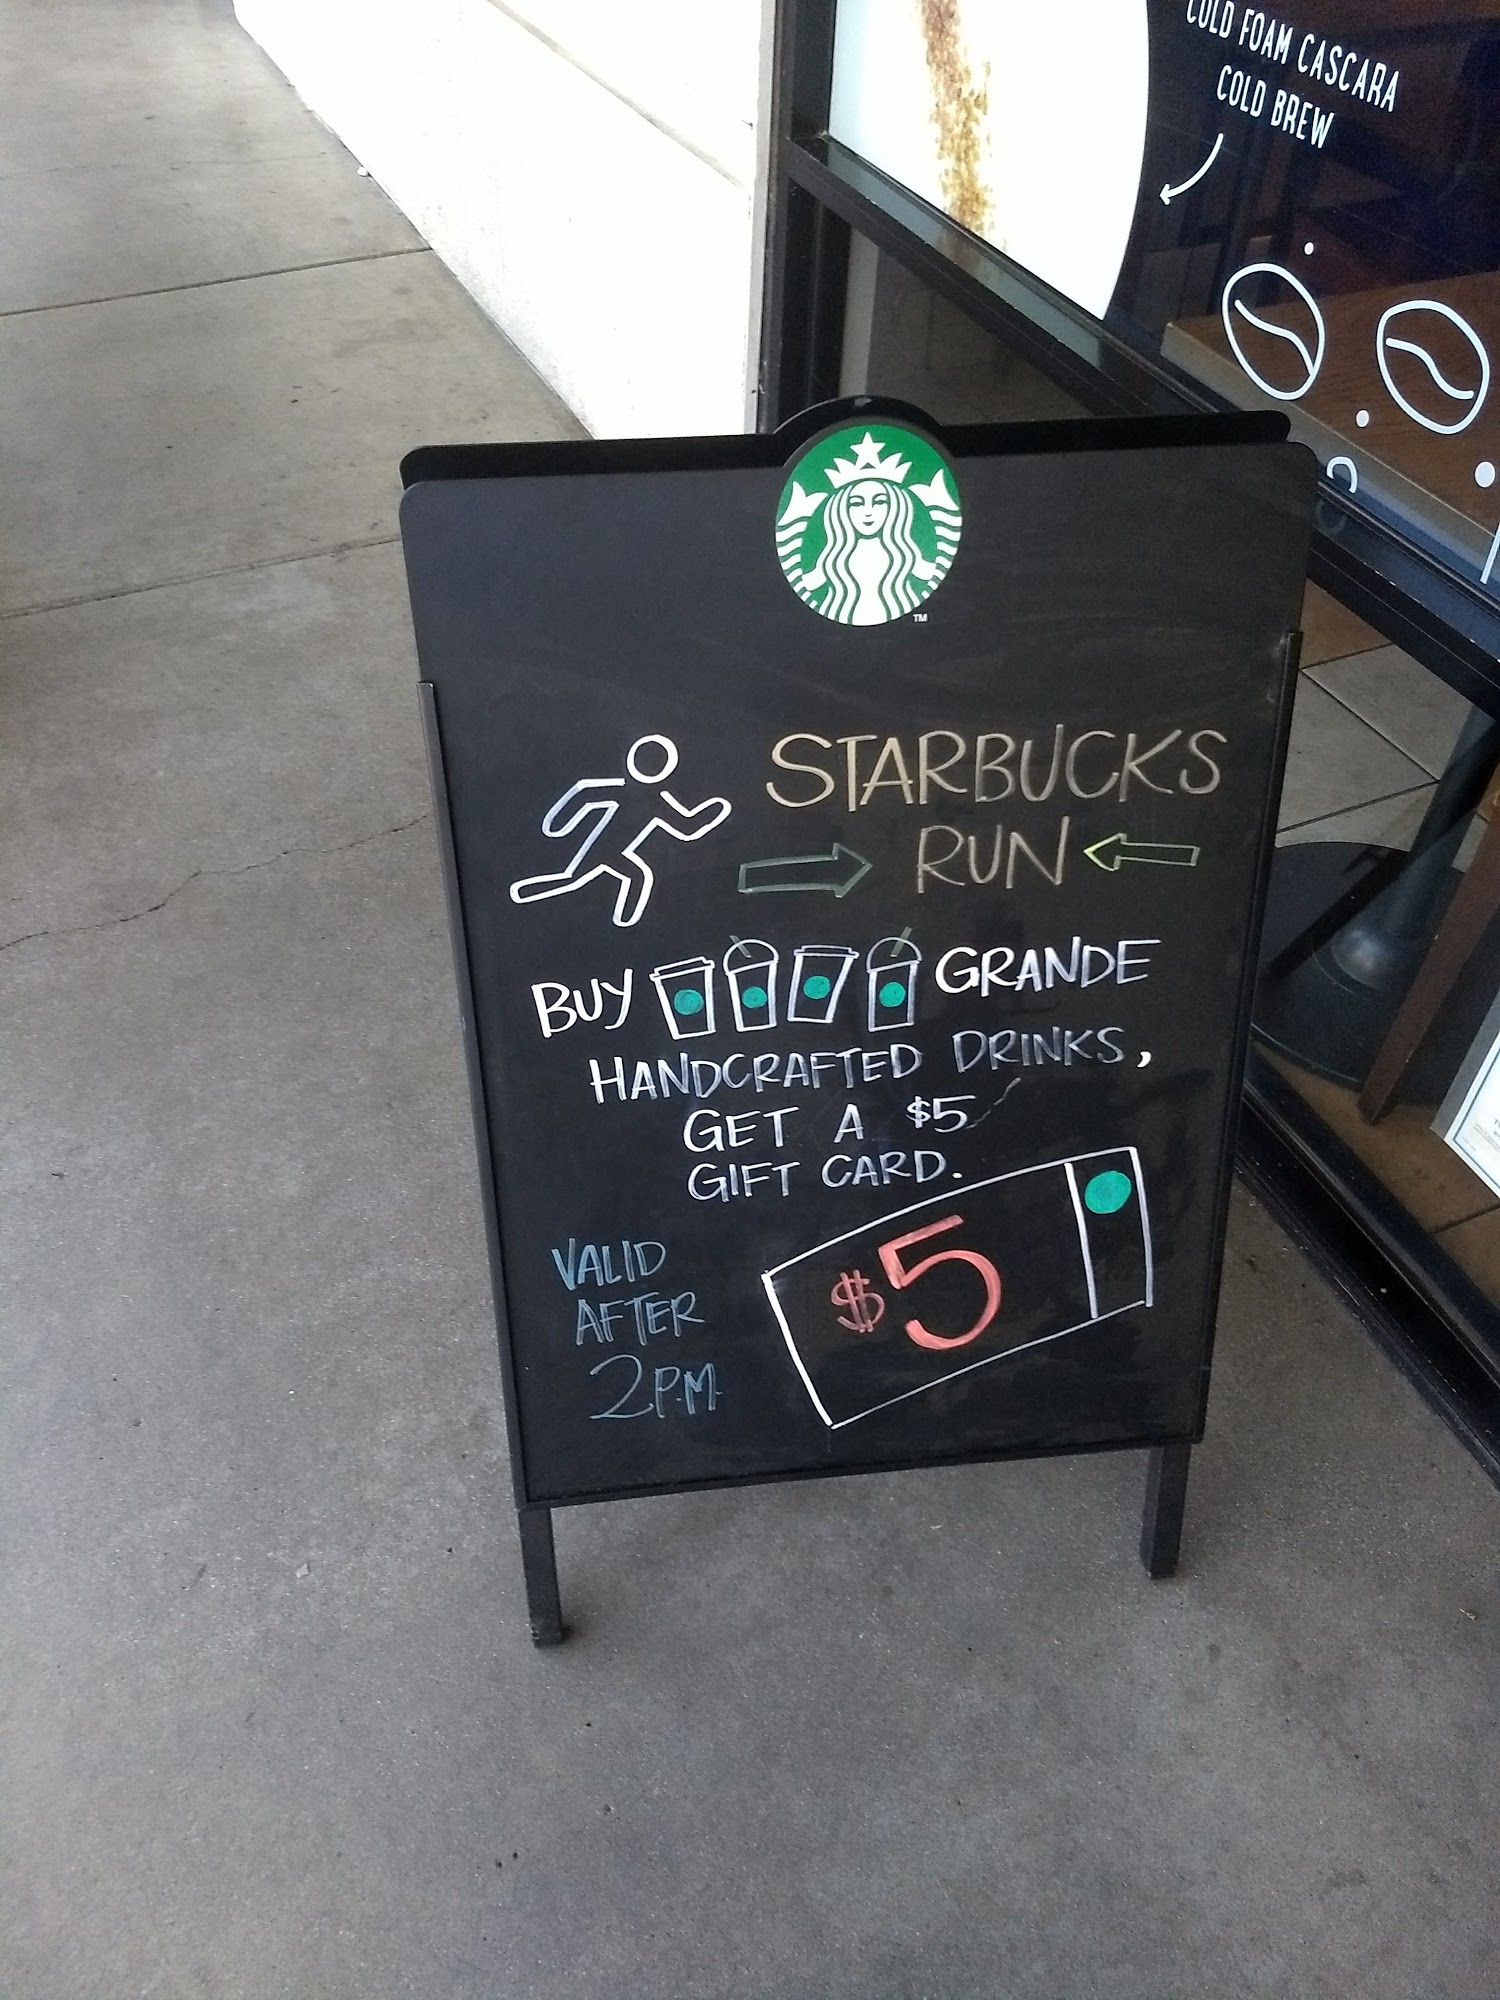 COLD FOAM CASCARA
COLD BREW
TM
STARBUCKS
RUN
BUY GRANDE
HANDCRAFTED DRINKS,
GET A $5
GIFT CARD.
VALID
AFTER
2P.M.
$5